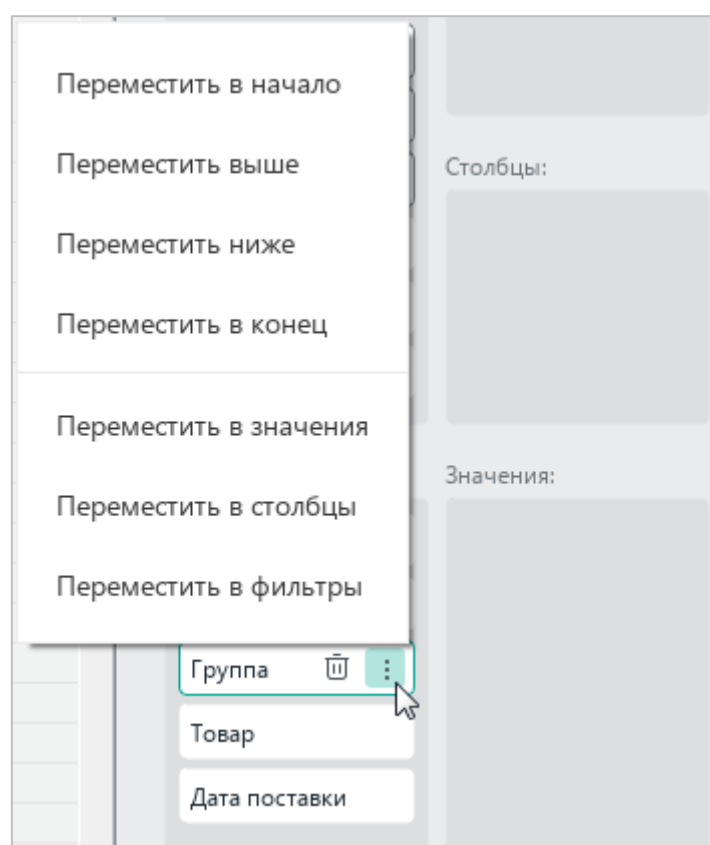 Переместить в начало
Переместить выше
Переместить ниже
Переместить в конец
Переместить в значения
Переместить в столбцы
Переместить в фильтры
Столбцы:
Значения:
Группа
Товар
Дата поставки